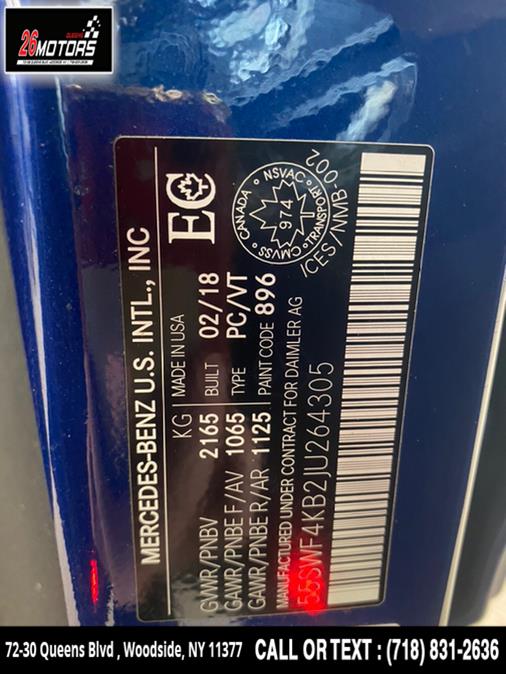 QUEENS
26MOTORS
MERCEDES-BENZ U.S. INTL., INC
KG MADE IN USA
GVWR/PNBV 2165 BUILT 02/18
GAWR/PNBE F/AV 1065 TYPE PC/VT
GAWR/PNBE R/AR 1125 PAINT CODE 896
MANUFACTURED UNDER CONTRACT FOR DAIMLER AG
55SWF4KB2JU264305
EC
CANADA
NSVAC
TRANSPORT
CMVSS
974
ICES/NMB-002
72-30 Queens Blvd , Woodside, NY 11377 CALL OR TEXT : (718) 831-2636